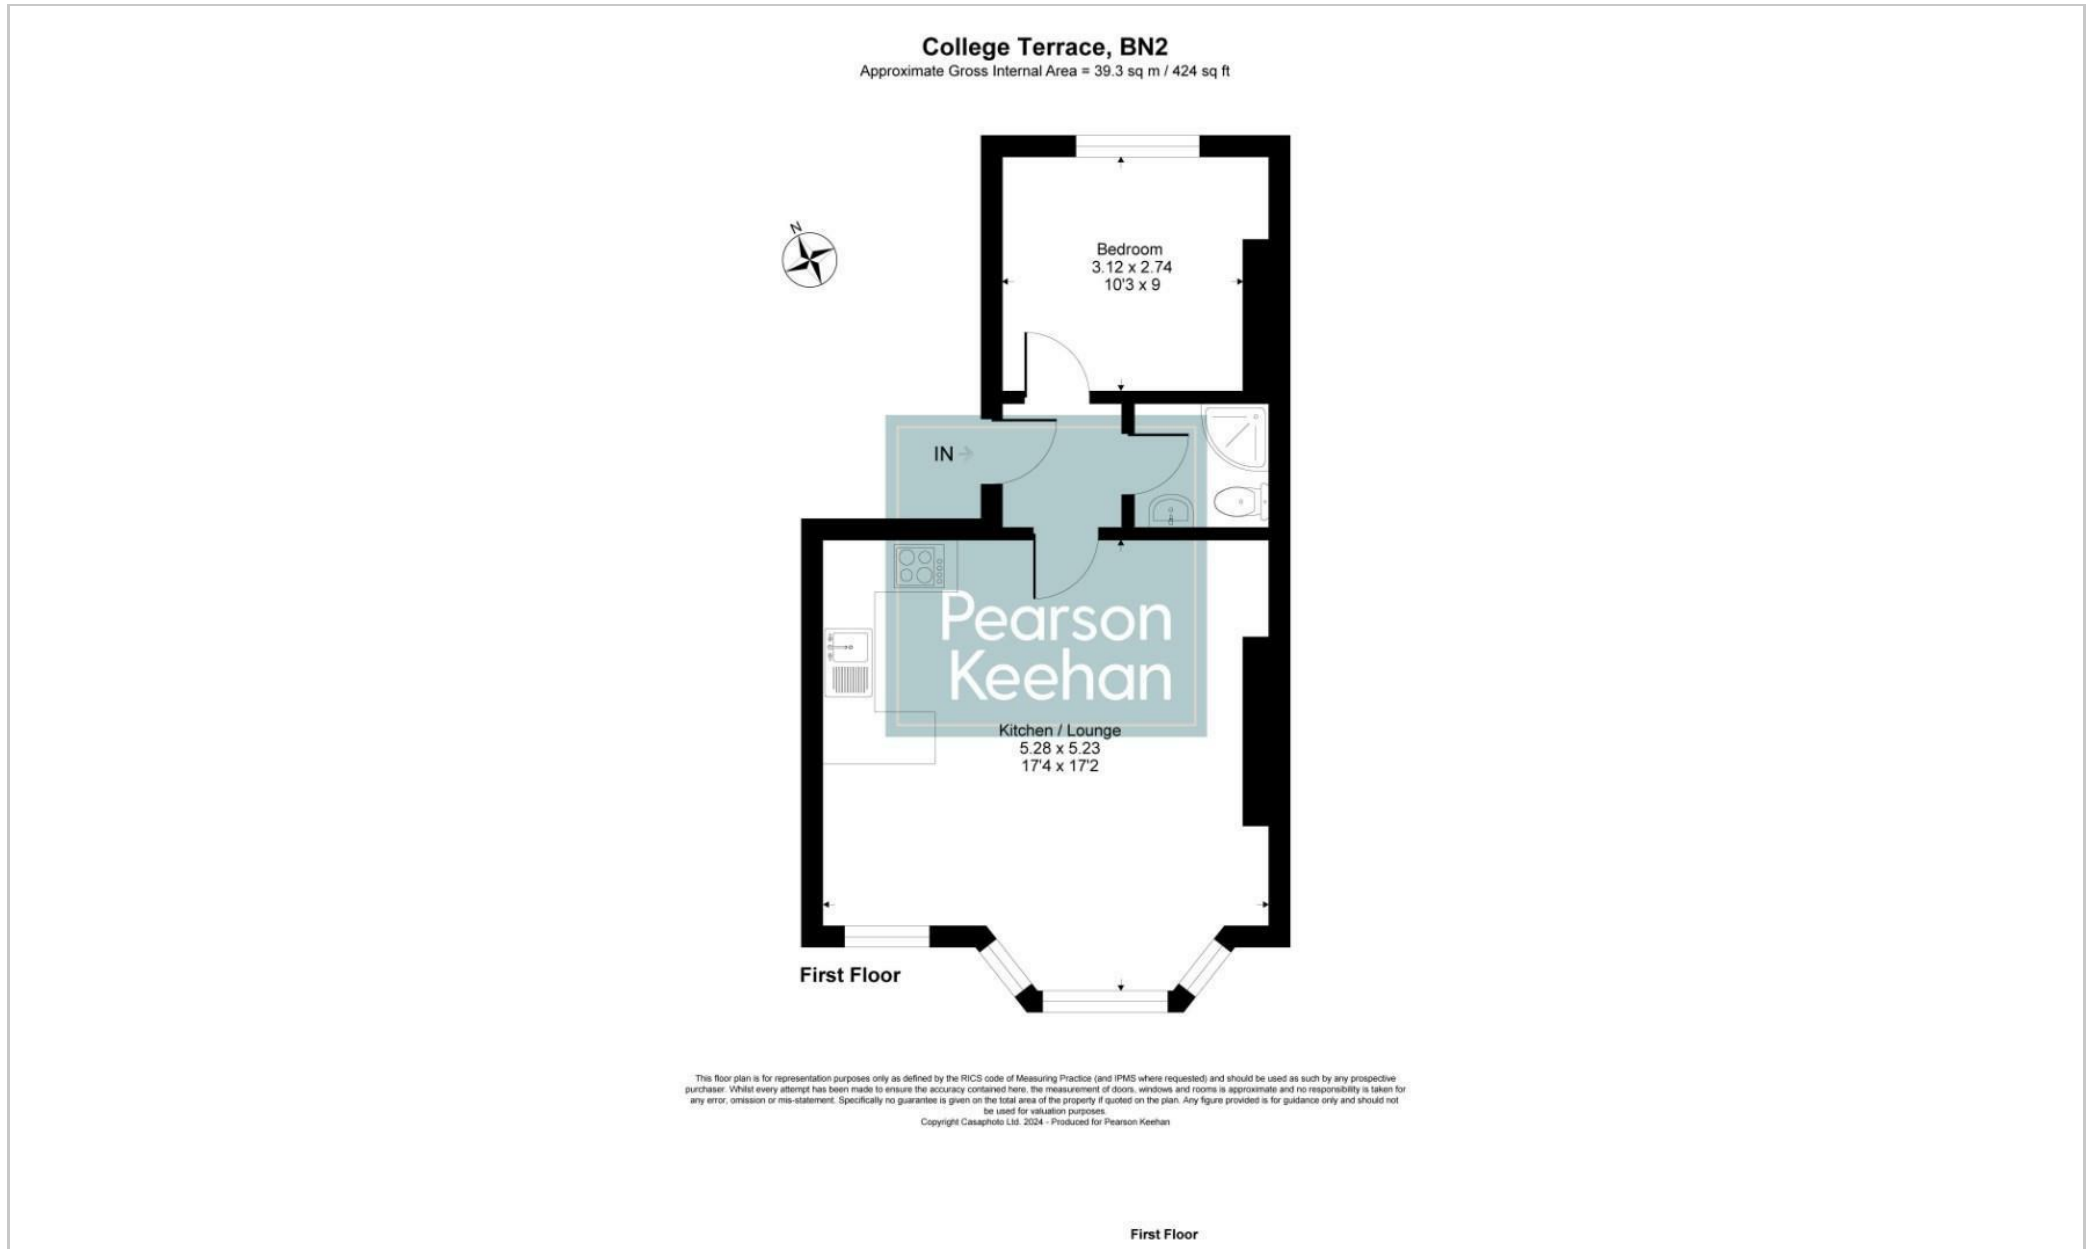 College Terrace, BN2
Approximate Gross Internal Area = 39.3 sq m / 424 sq ft
N
Bedroom
3.12 x 2.74
10'3 x 9
IN
Pearson
Keehan
Kitchen / Lounge
5.28 x 5.23
17'4 x 17'2
First Floor
This floor plan is for representation purposes only as defined by the RICS code of Measuring Practice (and IPMS where requested) and should be used as such by any prospective
purchaser. Whilst every attempt has been made to ensure the accuracy contained here, the measurement of doors, windows and rooms is approximate and no responsibility is taken for
any error, omission or mis-statement. Specifically no guarantee is given on the total area of the property if quoted on the plan. Any figure provided is for guidance only and should not
be used for valuation purposes.
Copyright Casaphoto Ltd. 2024 - Produced for Pearson Keehan
First Floor